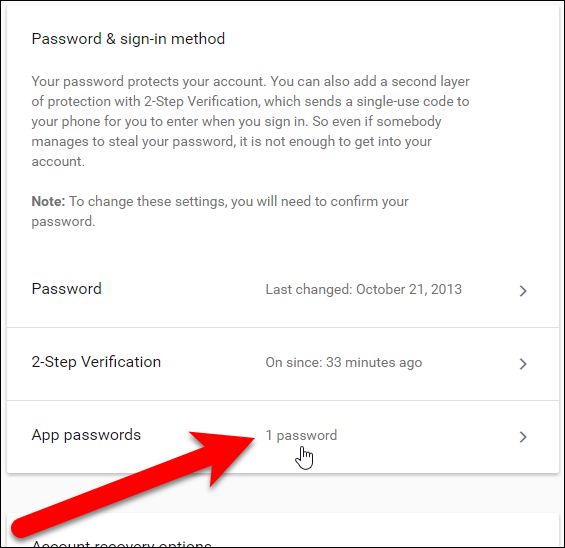 Password & sign-in method
Your password protects your account. You can also add a second layer
of protection with 2-Step Verification, which sends a single-use code to
your phone for you to enter when you sign in. So even if somebody
manages to steal your password, it is not enough to get into your
account.
Note: To change these settings, you will need to confirm your
password.
Password Last changed: October 21, 2013
2-Step Verification On since: 33 minutes ago
App passwords 1 password
Account recovery options